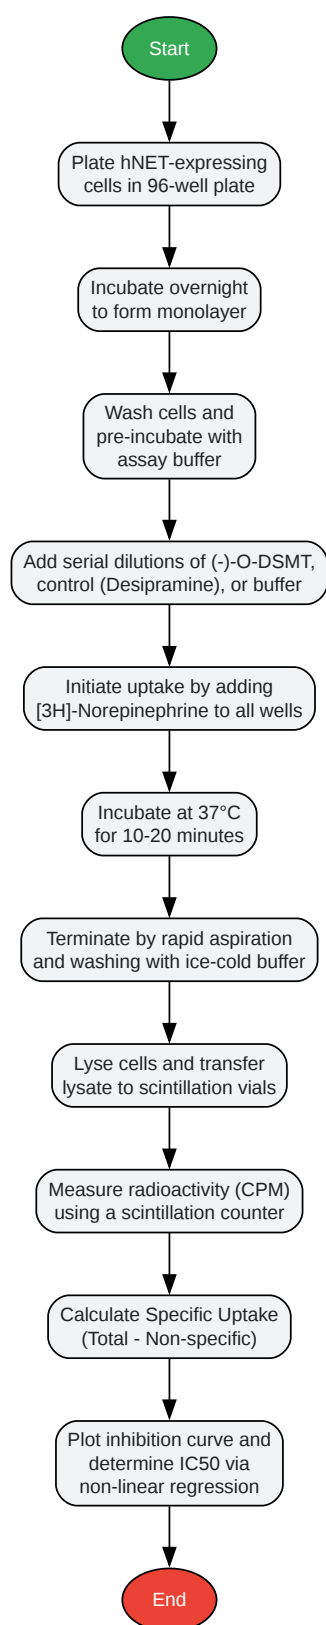 Start
Plate hNET-expressing
cells in 96-well plate
Incubate overnight
to form monolayer
Wash cells and
pre-incubate with
assay buffer
Add serial dilutions of (-)-O-DSMT,
control (Desipramine), or buffer
Initiate uptake by adding
[3H]-Norepinephrine to all wells
Incubate at 37°C
for 10-20 minutes
Terminate by rapid aspiration
and washing with ice-cold buffer
Lyse cells and transfer
lysate to scintillation vials
Measure radioactivity (CPM)
using a scintillation counter
Calculate Specific Uptake
(Total - Non-specific)
Plot inhibition curve and
determine IC50 via
non-linear regression
End